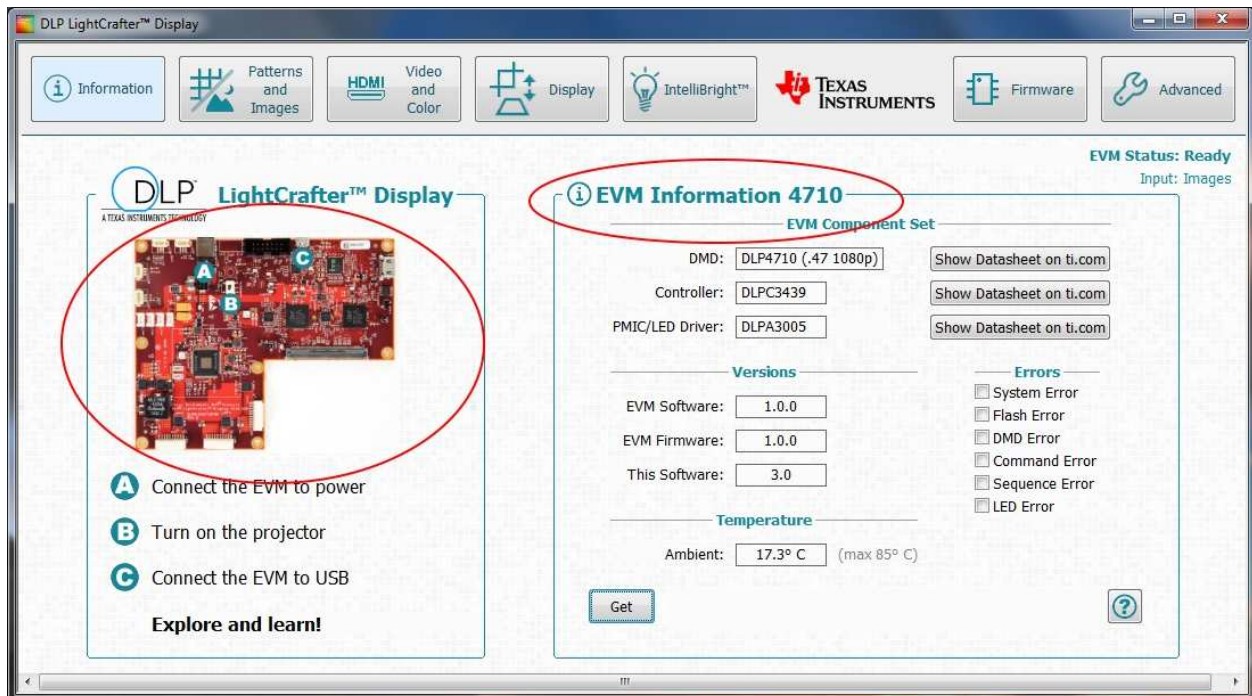 DLP LightCrafter™ Display
Information
Patterns
and
Images
HDMI
Video
and
Color
Display
IntelliBright™
TEXAS
INSTRUMENTS
Firmware
Advanced
EVM Status: Ready
Input: Images
DLP
A TEXAS INSTRUMENTS TECHNOLOGY
LightCrafter™ Display
A
B
C
A Connect the EVM to power
B Turn on the projector
C Connect the EVM to USB
Explore and learn!
EVM Information 4710
EVM Component Set
DMD: DLP4710 (.47 1080p) Show Datasheet on ti.com
Controller: DLPC3439 Show Datasheet on ti.com
PMIC/LED Driver: DLPA3005 Show Datasheet on ti.com
Versions
EVM Software: 1.0.0
EVM Firmware: 1.0.0
This Software: 3.0
Errors
System Error
Flash Error
DMD Error
Command Error
Sequence Error
LED Error
Temperature
Ambient: 17.3° C (max 85° C)
Get
?